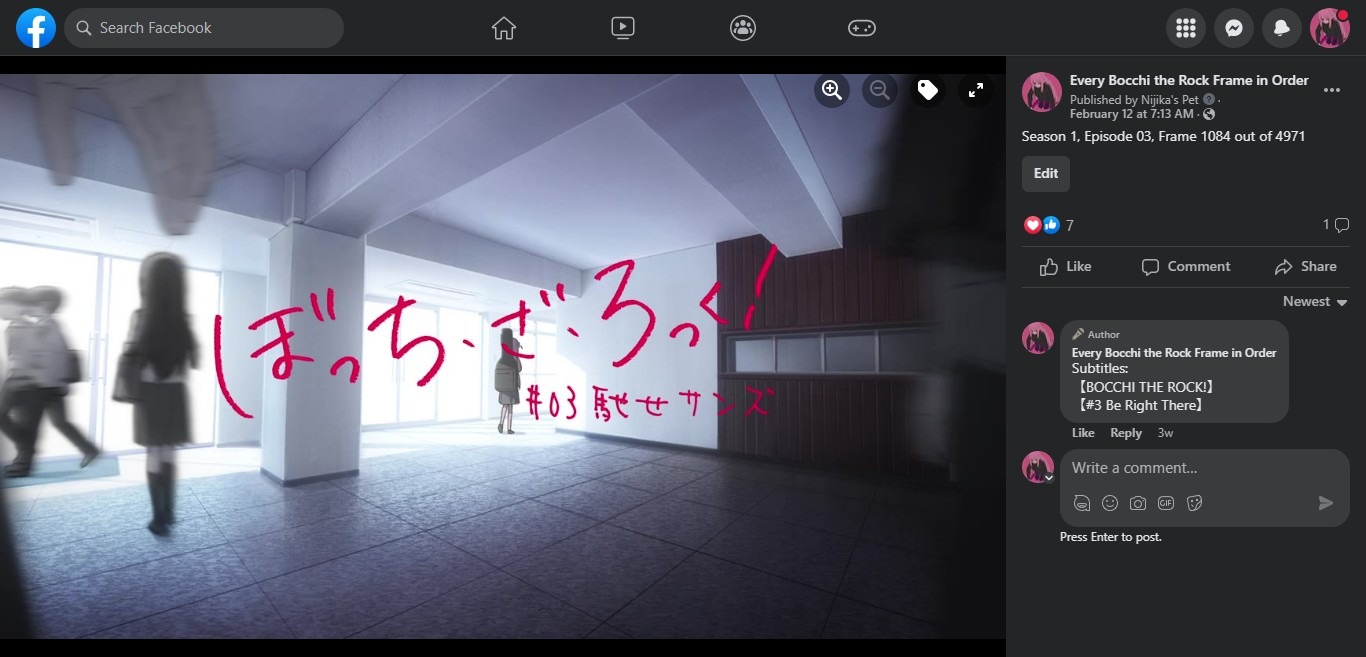 Search Facebook
ぼっち・ざ・ろっく!
#03 馳せサンズ
Every Bocchi the Rock Frame in Order
Published by Nijika's Pet ·
February 12 at 7:13 AM ·
Season 1, Episode 03, Frame 1084 out of 4971
Edit
7
1
Like Comment Share
Newest
Author
Every Bocchi the Rock Frame in Order
Subtitles:
【BOCCHI THE ROCK!】
【#3 Be Right There】
Like Reply 3w
Write a comment...
GIF
Press Enter to post.